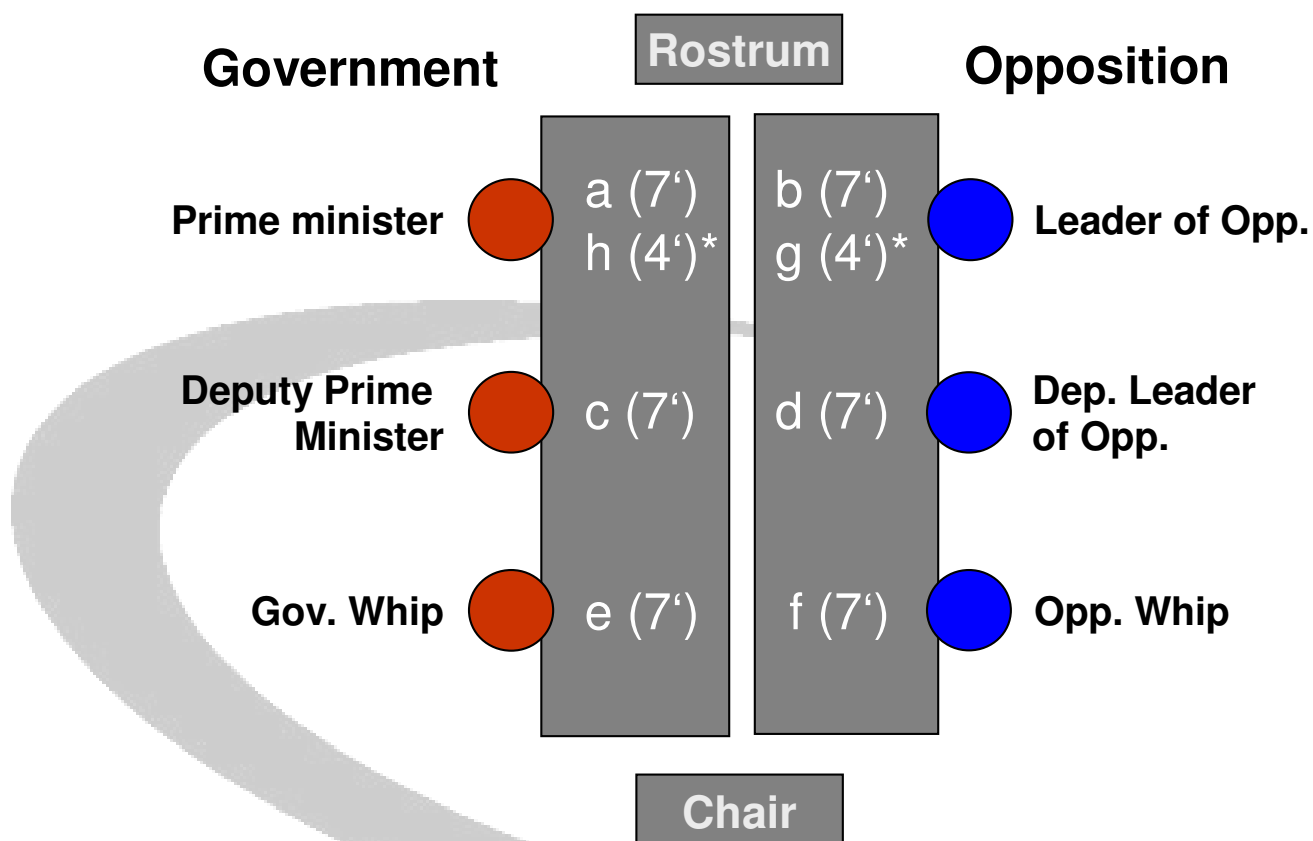 Rostrum
Government
Opposition
Prime minister
a (7‘)
h (4‘)*
b (7‘)
g (4‘)*
Leader of Opp.
Deputy Prime
Minister
c (7‘)
d (7‘)
Dep. Leader
of Opp.
Gov. Whip
e (7‘)
f (7‘)
Opp. Whip
Chair